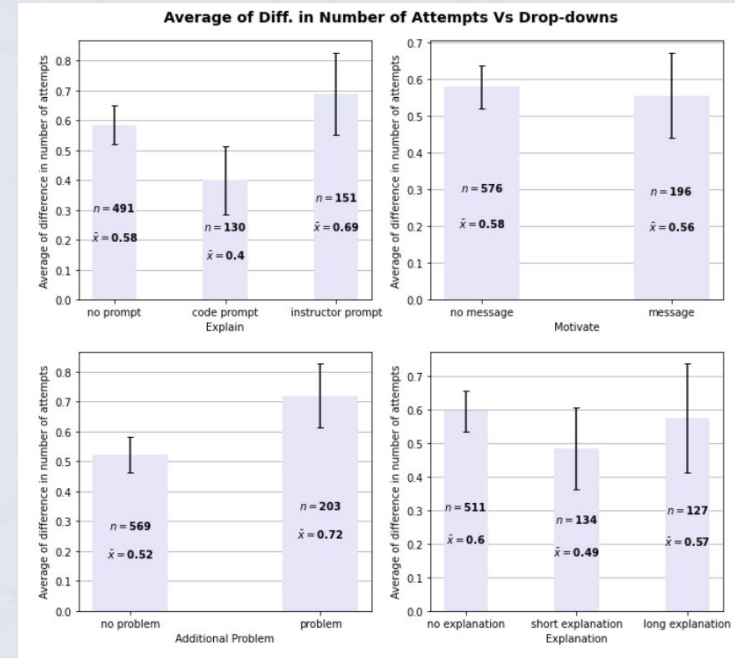 Average of Diff. in Number of Attempts Vs Drop-downs
Average of difference in number of attempts
0.8
0.7
0.6
0.5
0.4
0.3
0.2
0.1
0.0
n = 491
x̄ = 0.58
n = 130
x̄ = 0.4
n = 151
x̄ = 0.69
no prompt code prompt instructor prompt
Explain
Average of difference in number of attempts
0.7
0.6
0.5
0.4
0.3
0.2
0.1
0.0
n = 576
x̄ = 0.58
n = 196
x̄ = 0.56
no message message
Motivate
Average of difference in number of attempts
0.8
0.7
0.6
0.5
0.4
0.3
0.2
0.1
0.0
n = 569
x̄ = 0.52
n = 203
x̄ = 0.72
no problem problem
Additional Problem
Average of difference in number of attempts
0.7
0.6
0.5
0.4
0.3
0.2
0.1
0.0
n = 511
x̄ = 0.6
n = 134
x̄ = 0.49
n = 127
x̄ = 0.57
no explanation short explanation long explanation
Explanation